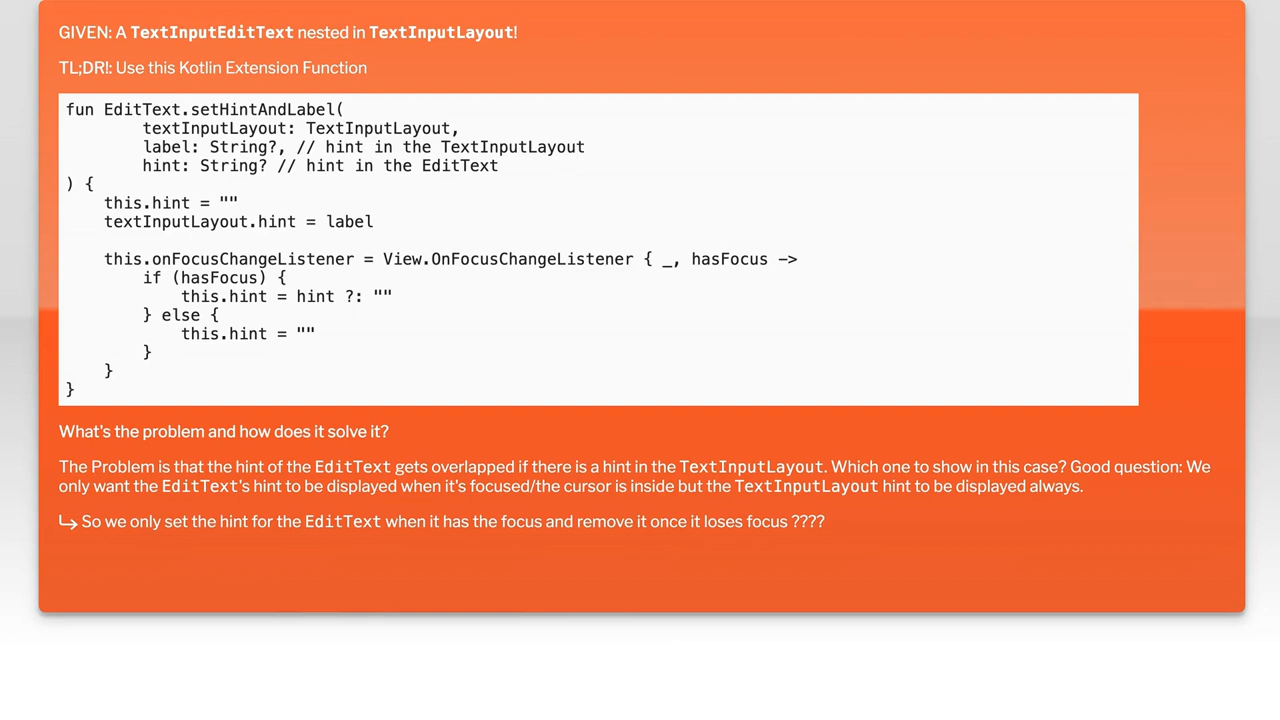 GIVEN: A TextInputEditText nested in TextInputLayout!
TL;DR!: Use this Kotlin Extension Function
fun EditText.setHintAndLabel(
        textInputLayout: TextInputLayout,
        label: String?, // hint in the TextInputLayout
        hint: String? // hint in the EditText
) {
    this.hint = ""
    textInputLayout.hint = label
    this.onFocusChangeListener = View.OnFocusChangeListener { _, hasFocus ->
        if (hasFocus) {
            this.hint = hint ?: ""
        } else {
            this.hint = ""
        }
    }
}
What's the problem and how does it solve it?
The Problem is that the hint of the EditText gets overlapped if there is a hint in the TextInputLayout. Which one to show in this case? Good question: We
only want the EditText's hint to be displayed when it's focused/the cursor is inside but the TextInputLayout hint to be displayed always.
↳ So we only set the hint for the EditText when it has the focus and remove it once it loses focus ????